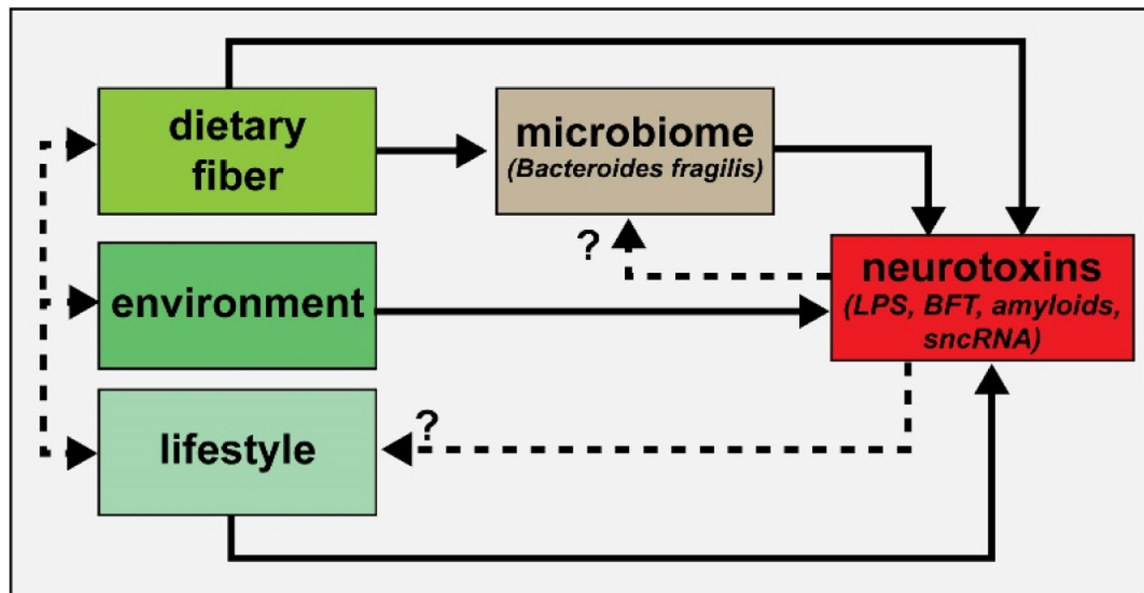 dietary
fiber
microbiome
(Bacteroides fragilis)
?
environment
neurotoxins
(LPS, BFT, amyloids,
sncRNA)
lifestyle
?